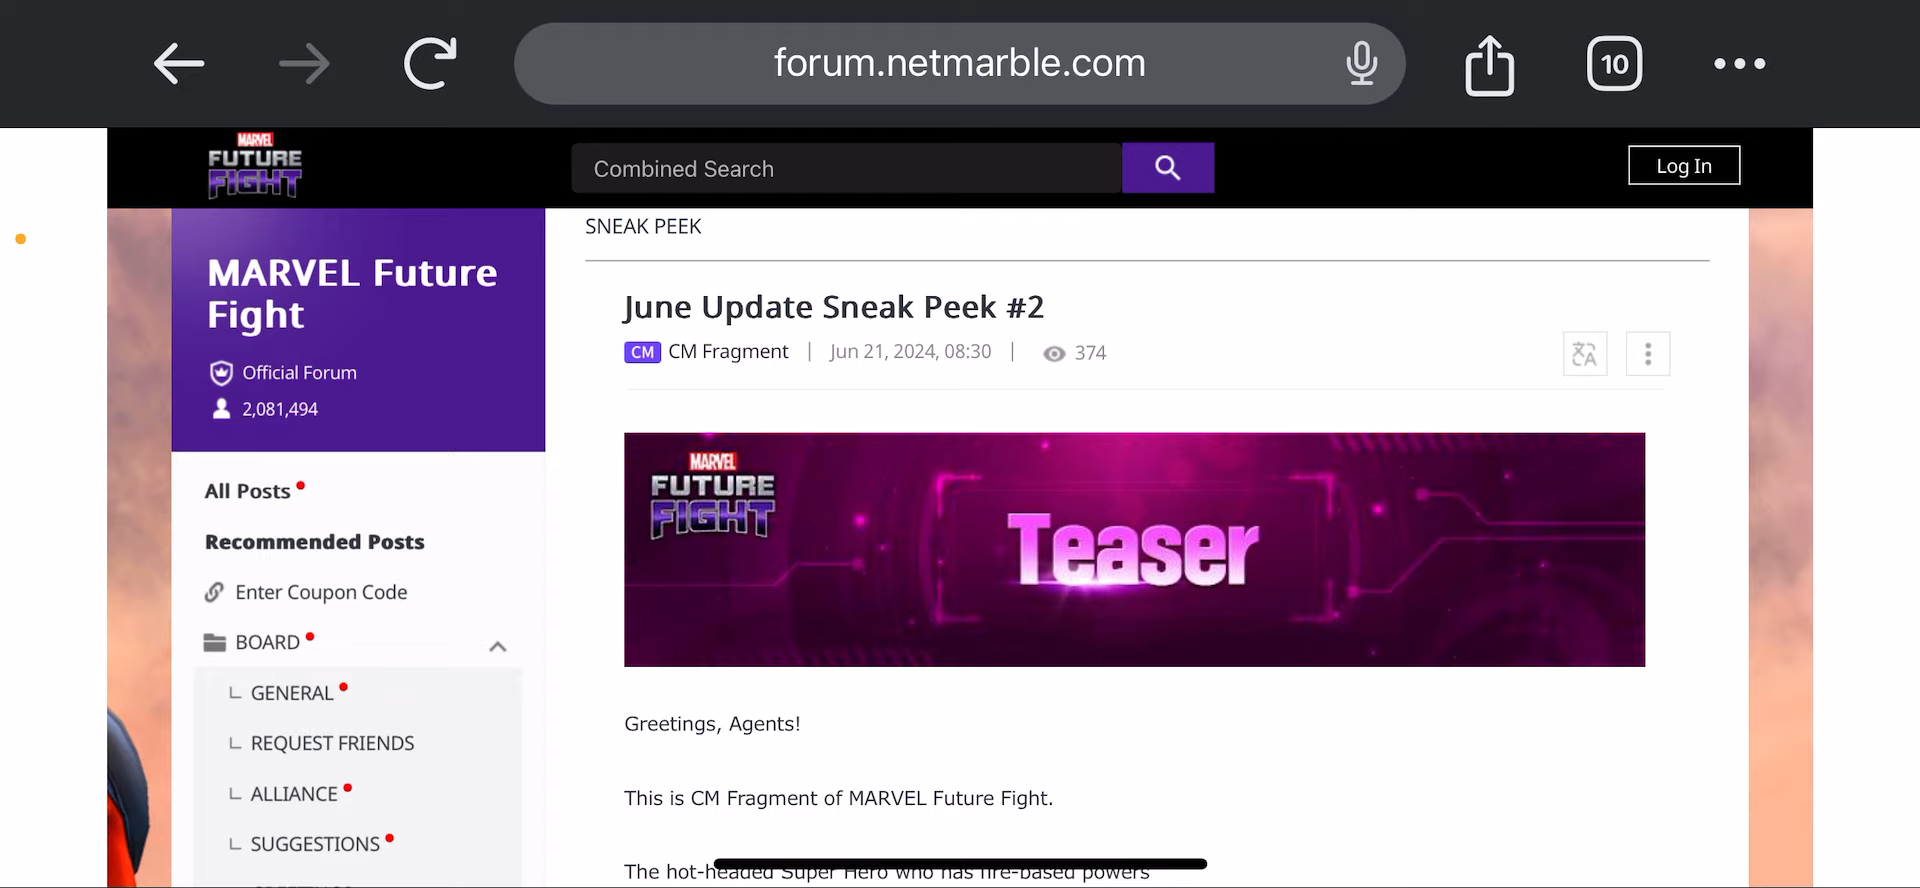 forum.netmarble.com
10
MARVEL
FUTURE
FIGHT
Combined Search
Log In
MARVEL Future
Fight
Official Forum
2,081,494
All Posts
Recommended Posts
Enter Coupon Code
BOARD
GENERAL
REQUEST FRIENDS
ALLIANCE
SUGGESTIONS
SNEAK PEEK
June Update Sneak Peek #2
CM CM Fragment | Jun 21, 2024, 08:30 | 374
MARVEL
FUTURE
FIGHT
Teaser
Greetings, Agents!
This is CM Fragment of MARVEL Future Fight.
The hot-headed Super Hero who has fire-based powers